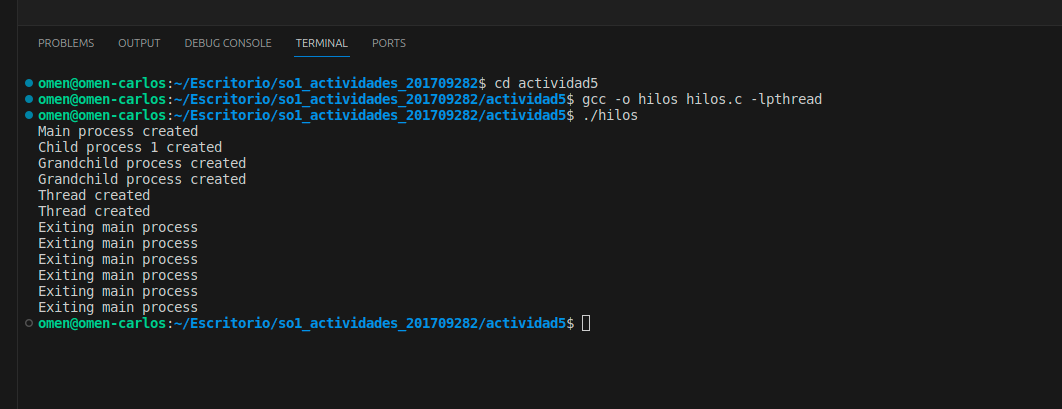 PROBLEMS OUTPUT DEBUG CONSOLE TERMINAL PORTS
omen@omen-carlos:~/Escritorio/so1_actividades_201709282$ cd actividad5
omen@omen-carlos:~/Escritorio/so1_actividades_201709282/actividad5$ gcc -o hilos hilos.c -lpthread
omen@omen-carlos:~/Escritorio/so1_actividades_201709282/actividad5$ ./hilos
Main process created
Child process 1 created
Grandchild process created
Grandchild process created
Thread created
Thread created
Exiting main process
Exiting main process
Exiting main process
Exiting main process
Exiting main process
Exiting main process
omen@omen-carlos:~/Escritorio/so1_actividades_201709282/actividad5$